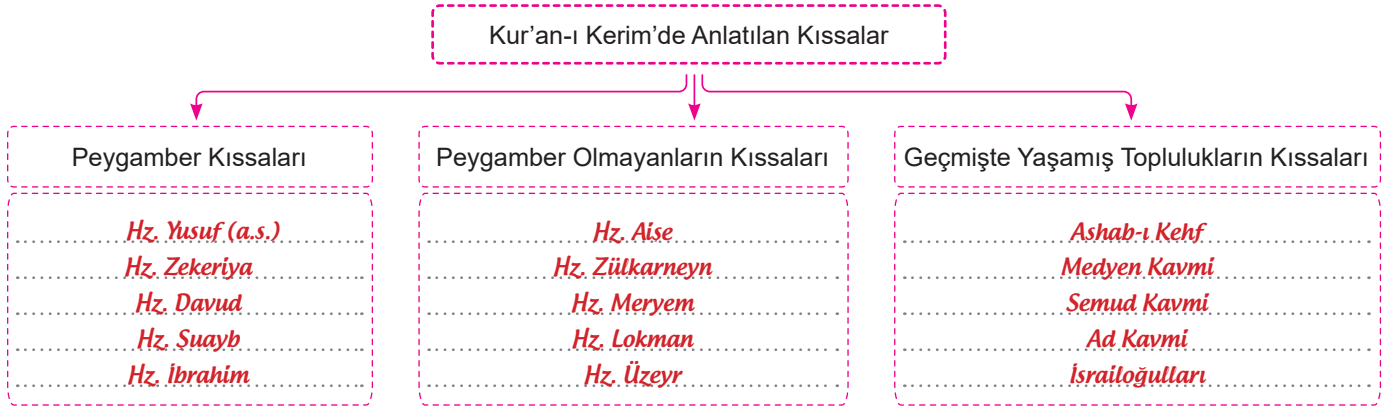 Kur’an-ı Kerim’de Anlatılan Kıssalar
Peygamber Kıssaları
Hz. Yusuf (a.s.)
Hz. Zekeriya
Hz. Davud
Hz. Şuayb
Hz. İbrahim
Peygamber Olmayanların Kıssaları
Hz. Aişe
Hz. Zülkarneyn
Hz. Meryem
Hz. Lokman
Hz. Üzeyr
Geçmişte Yaşamış Toplulukların Kıssaları
Ashab-ı Kehf
Medyen Kavmi
Semud Kavmi
Ad Kavmi
İsrailoğulları